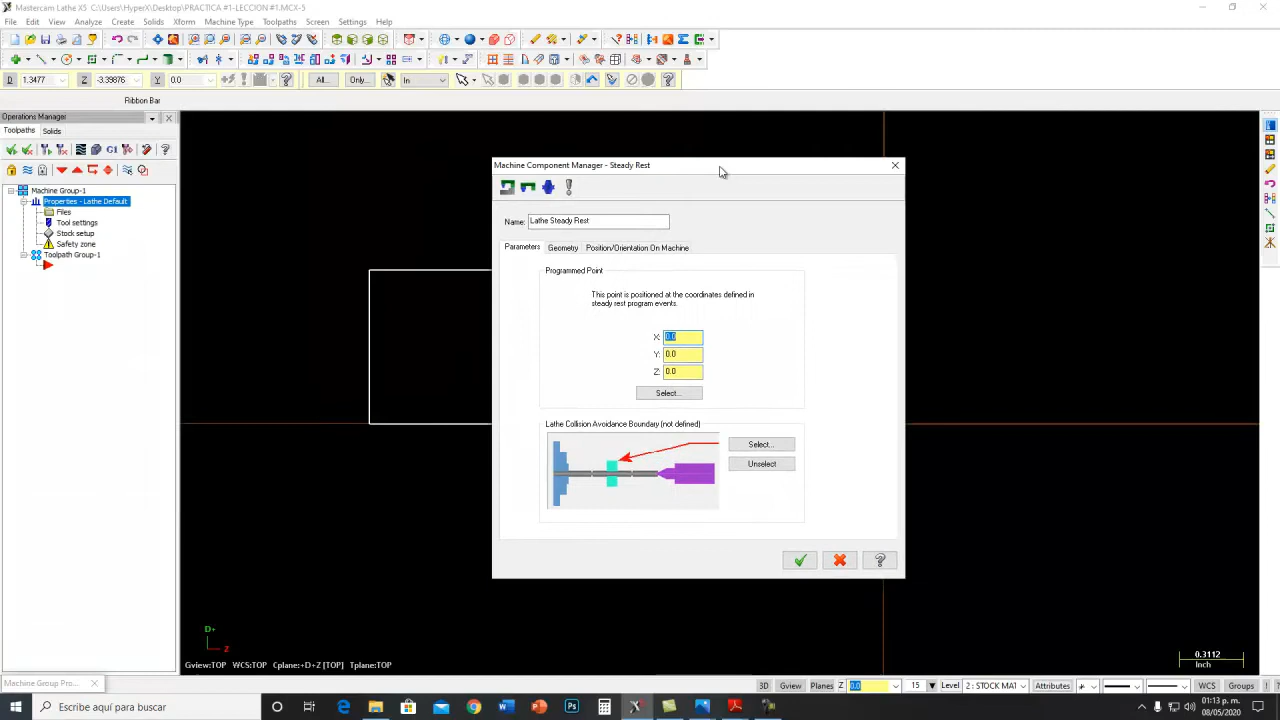 Mastercam Lathe X5 C:\Users\HyperX\Desktop\PRACTICA #1-LECCION #1.MCX-5
File Edit View Analyze Create Solids Xform Machine Type Toolpaths Screen Settings Help
D 1.3477 Z -3.39876 Y 0.0 All... Only... In
Ribbon Bar
Operations Manager
Toolpaths Solids
G1
Machine Group-1
Properties - Lathe Default
Files
Tool settings
Stock setup
Safety zone
Toolpath Group-1
Machine Component Manager - Steady Rest
Name: Lathe Steady Rest
Parameters Geometry Position/Orientation On Machine
Programmed Point
This point is positioned at the coordinates defined in
steady rest program events.
X: 0.0
Y: 0.0
Z: 0.0
Select...
Lathe Collision Avoidance Boundary (not defined)
Select...
Unselect
D+
Z
Gview:TOP WCS:TOP Cplane:+D+Z [TOP] Tplane:TOP
0.3112
Inch
Machine Group Pro...
3D Gview Planes Z 0.0 15 Level 2 : STOCK MAT Attributes WCS Groups
Escribe aquí para buscar
01:13 p. m.
08/05/2020